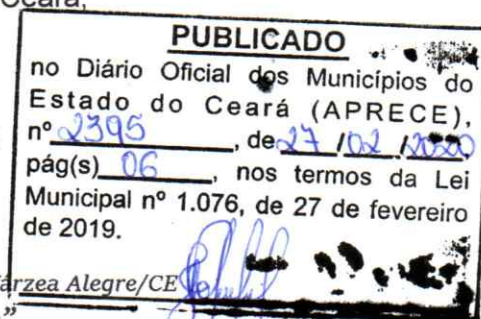 Ceará,
PUBLICADO
no Diário Oficial dos Municípios do
Estado do Ceará (APRECE),
nº 2395, de 27/02/2020
pág(s) 06, nos termos da Lei
Municipal nº 1.076, de 27 de fevereiro
de 2019.
Várzea Alegre/CE
”